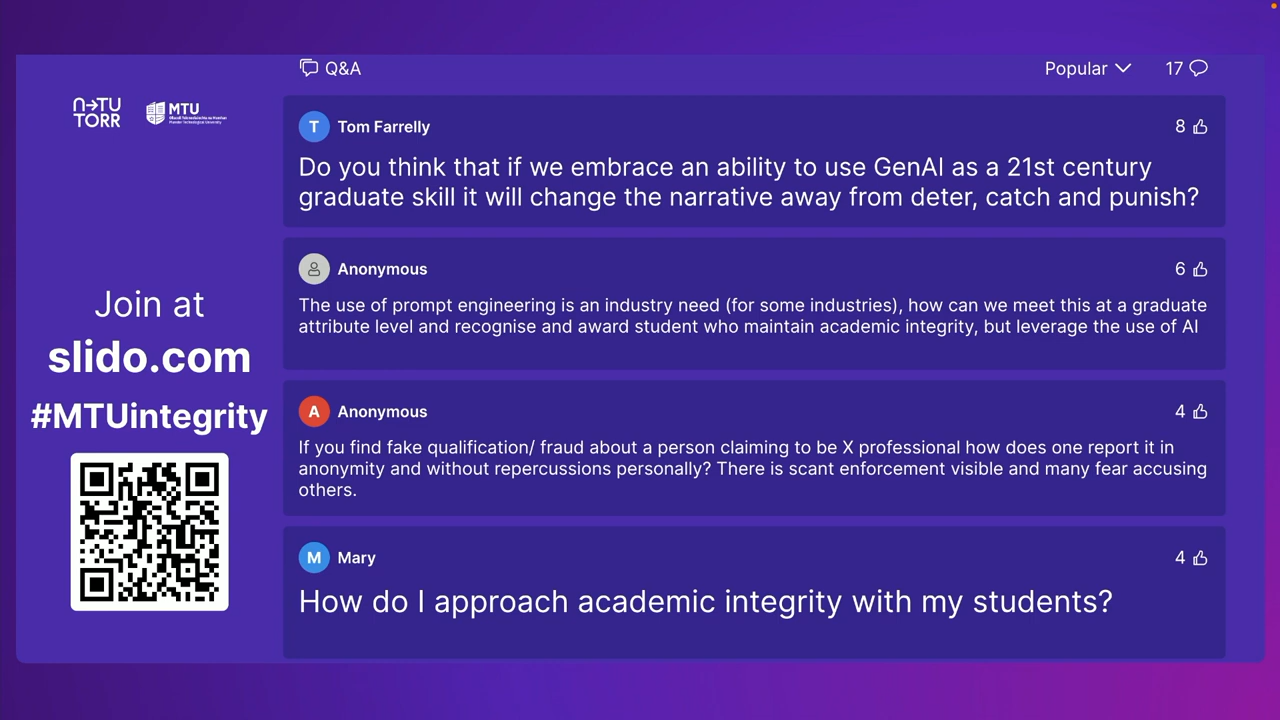 Q&A
Popular
17
N→TU
TORR
MTU
T
Tom Farrelly
8
Do you think that if we embrace an ability to use GenAI as a 21st century
graduate skill it will change the narrative away from deter, catch and punish?
Anonymous
6
The use of prompt engineering is an industry need (for some industries), how can we meet this at a graduate
attribute level and recognise and award student who maintain academic integrity, but leverage the use of AI
A
Anonymous
4
If you find fake qualification/ fraud about a person claiming to be X professional how does one report it in
anonymity and without repercussions personally? There is scant enforcement visible and many fear accusing
others.
M
Mary
4
How do I approach academic integrity with my students?
Join at
slido.com
#MTUintegrity